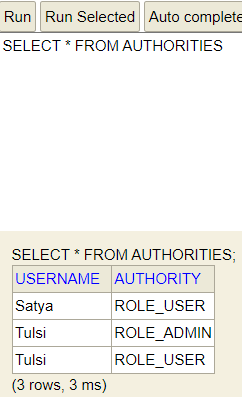 Run Run Selected Auto complete
SELECT * FROM AUTHORITIES
SELECT * FROM AUTHORITIES;
USERNAME AUTHORITY
Satya ROLE_USER
Tulsi ROLE_ADMIN
Tulsi ROLE_USER
(3 rows, 3 ms)